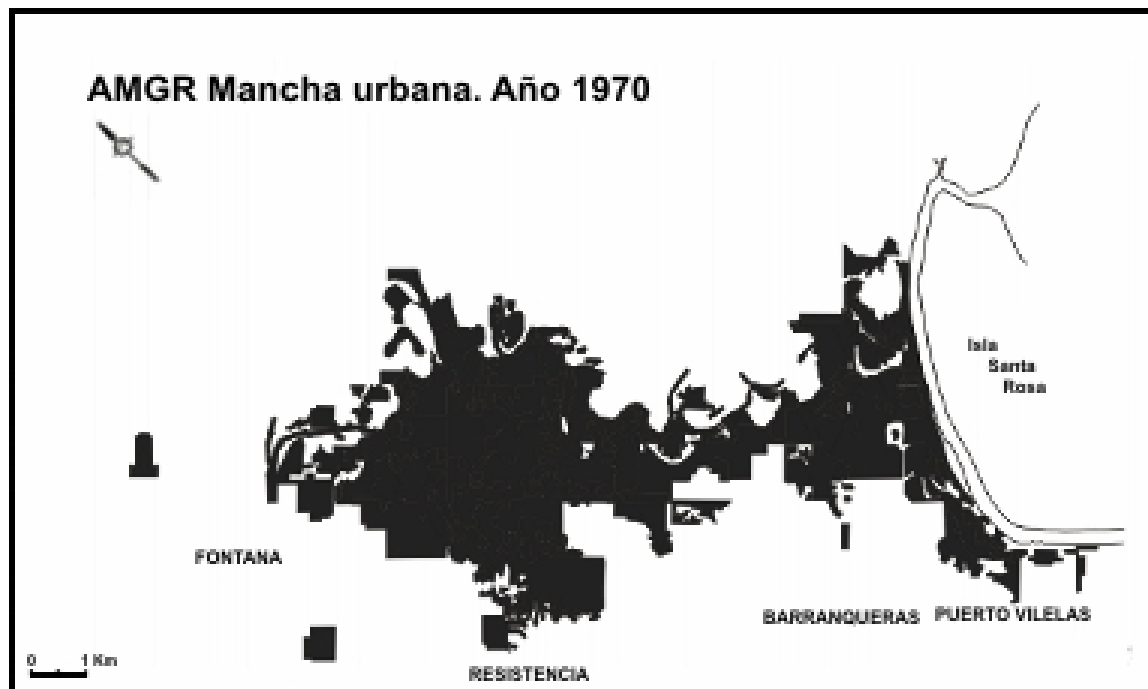 AMGR Mancha urbana. Año 1970
Isla
Santa
Rosa
FONTANA
BARRANQUERAS
PUERTO VILELAS
0 1 Km
RESISTENCIA